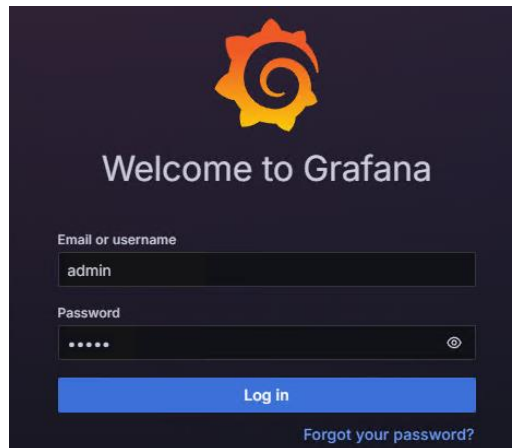 Welcome to Grafana
Email or username
admin
Password
•••••
Log in
Forgot your password?